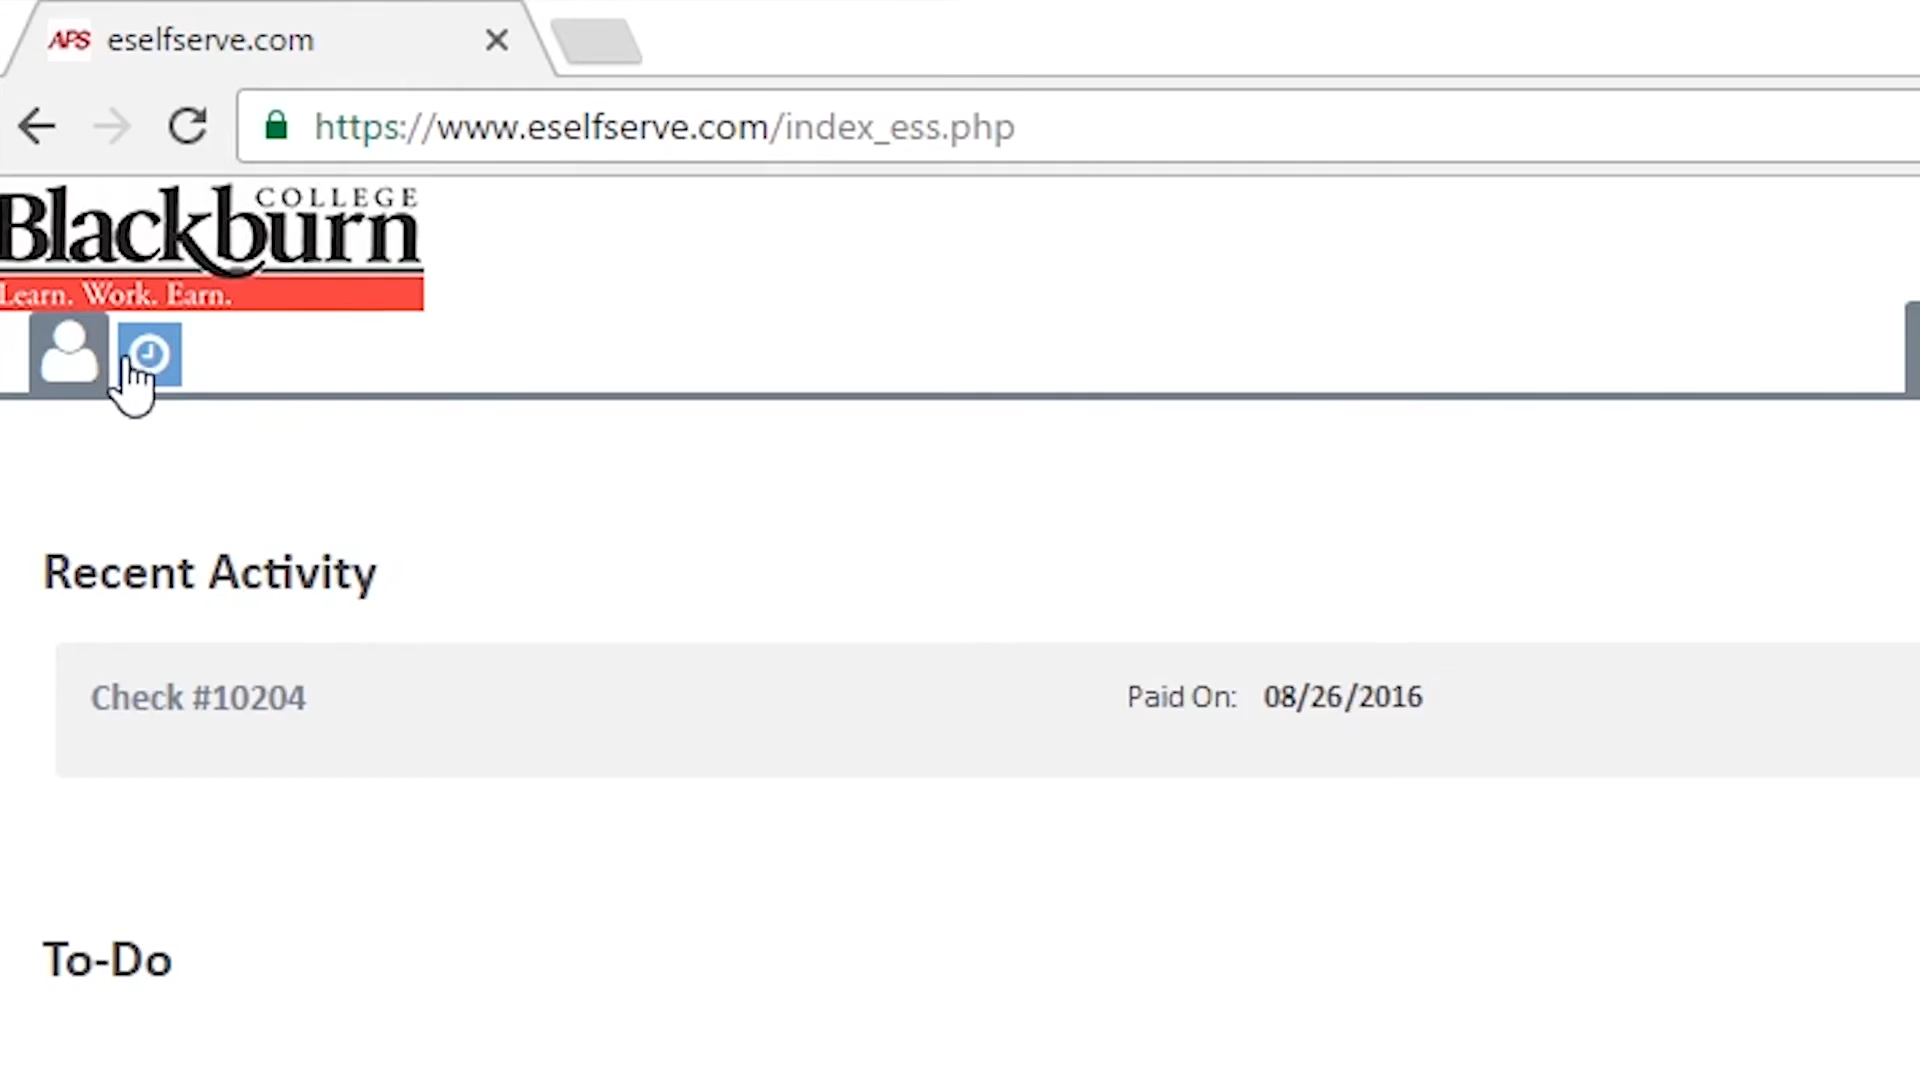 APS eselfserve.com
https://www.eselfserve.com/index_ess.php
COLLEGE
Blackburn
Learn. Work. Earn.
Recent Activity
Check #10204 Paid On: 08/26/2016
To-Do